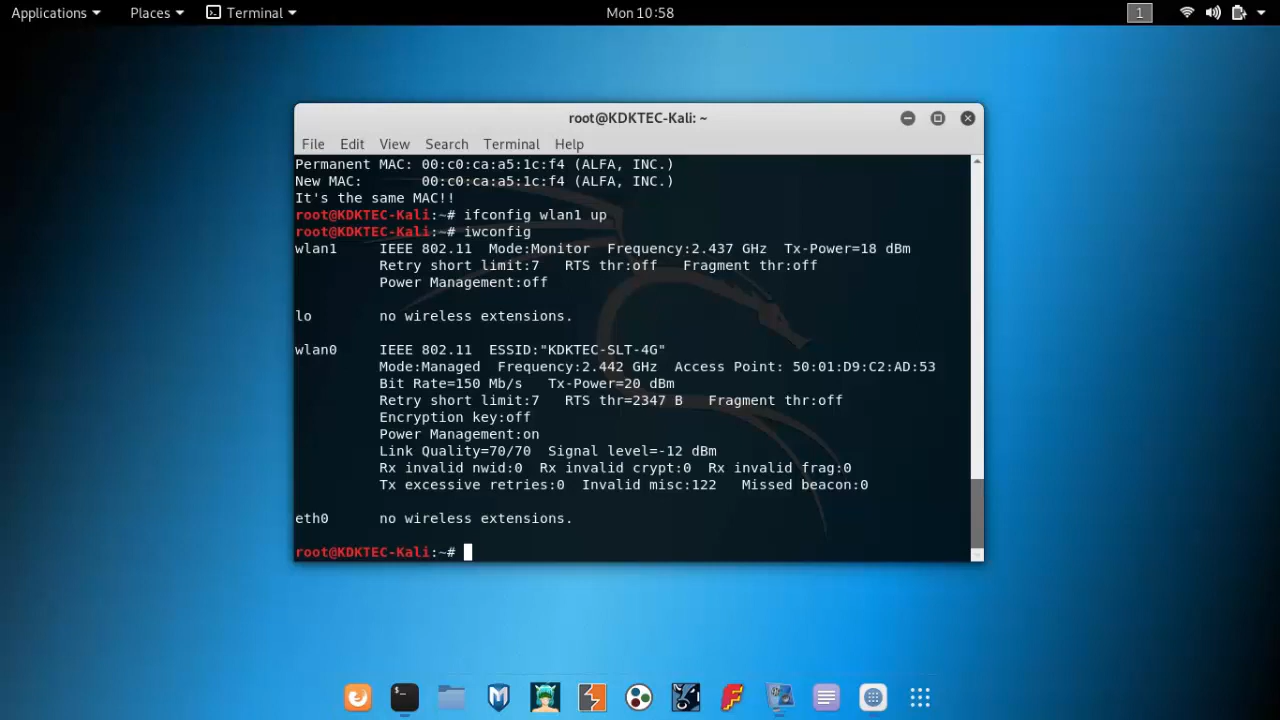 Applications Places Terminal Mon 10:58 1
root@KDKTEC-Kali: ~
File Edit View Search Terminal Help
Permanent MAC: 00:c0:ca:a5:1c:f4 (ALFA, INC.)
New MAC:       00:c0:ca:a5:1c:f4 (ALFA, INC.)
It's the same MAC!!
root@KDKTEC-Kali:~# ifconfig wlan1 up
root@KDKTEC-Kali:~# iwconfig
wlan1     IEEE 802.11  Mode:Monitor  Frequency:2.437 GHz  Tx-Power=18 dBm
          Retry short limit:7   RTS thr:off   Fragment thr:off
          Power Management:off
lo        no wireless extensions.
wlan0     IEEE 802.11  ESSID:"KDKTEC-SLT-4G"
          Mode:Managed  Frequency:2.442 GHz  Access Point: 50:01:D9:C2:AD:53
          Bit Rate=150 Mb/s   Tx-Power=20 dBm
          Retry short limit:7   RTS thr=2347 B   Fragment thr:off
          Encryption key:off
          Power Management:on
          Link Quality=70/70  Signal level=-12 dBm
          Rx invalid nwid:0  Rx invalid crypt:0  Rx invalid frag:0
          Tx excessive retries:0  Invalid misc:122   Missed beacon:0
eth0      no wireless extensions.
root@KDKTEC-Kali:~#